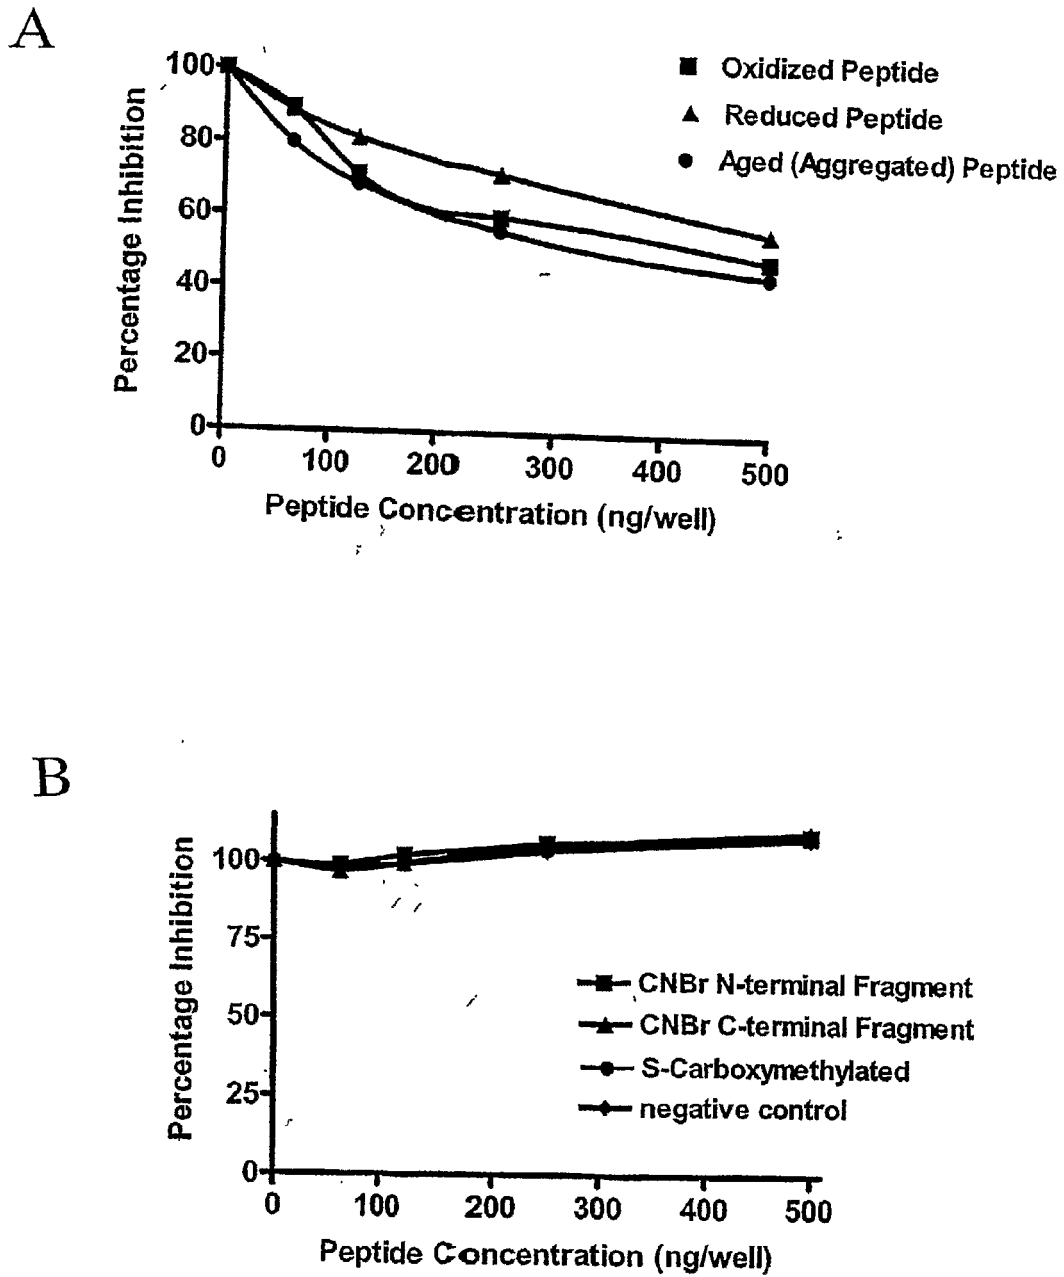 A
Percentage Inhibition
100
80
60
40
20
0
0 100 200 300 400 500
Peptide Concentration (ng/well)
Oxidized Peptide
Reduced Peptide
Aged (Aggregated) Peptide
B
Percentage Inhibition
100
75
50
25
0
0 100 200 300 400 500
Peptide Concentration (ng/well)
CNBr N-terminal Fragment
CNBr C-terminal Fragment
S-Carboxymethylated
negative control